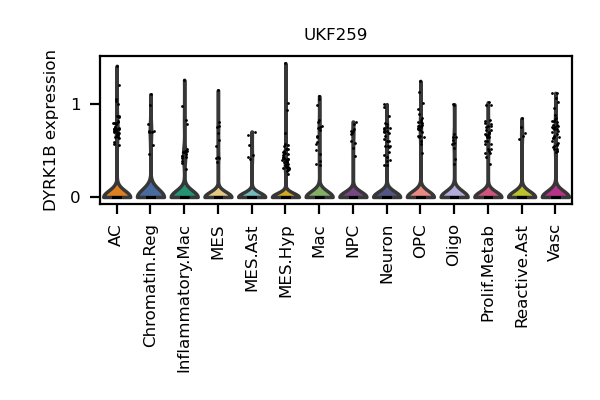 UKF259
DYRK1B expression
1
0
AC
Chromatin.Reg
Inflammatory.Mac
MES
MES.Ast
MES.Hyp
Mac
NPC
Neuron
OPC
Oligo
Prolif.Metab
Reactive.Ast
Vasc